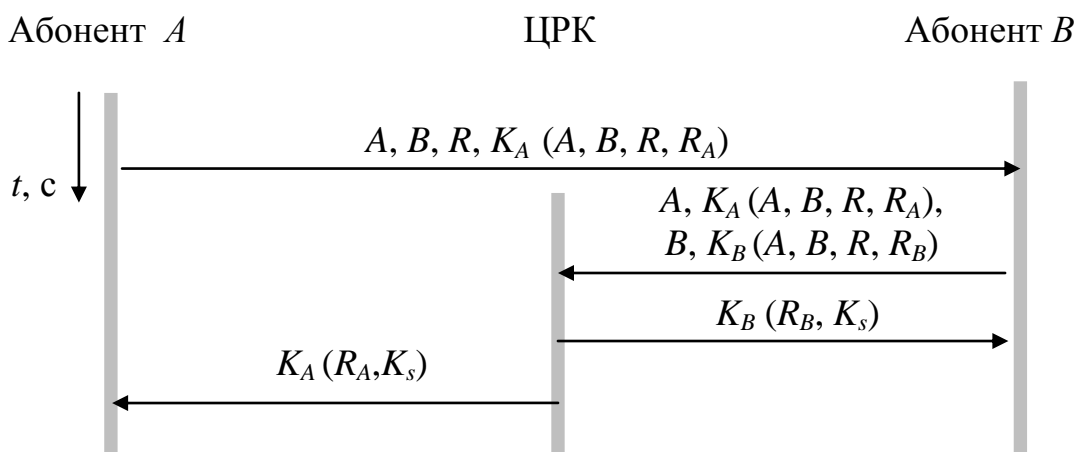 Абонент A
ЦРК
Абонент B
A, B, R, K_A (A, B, R, R_A)
t, с
A, K_A (A, B, R, R_A),
B, K_B (A, B, R, R_B)
K_B (R_B, K_s)
K_A (R_A,K_s)